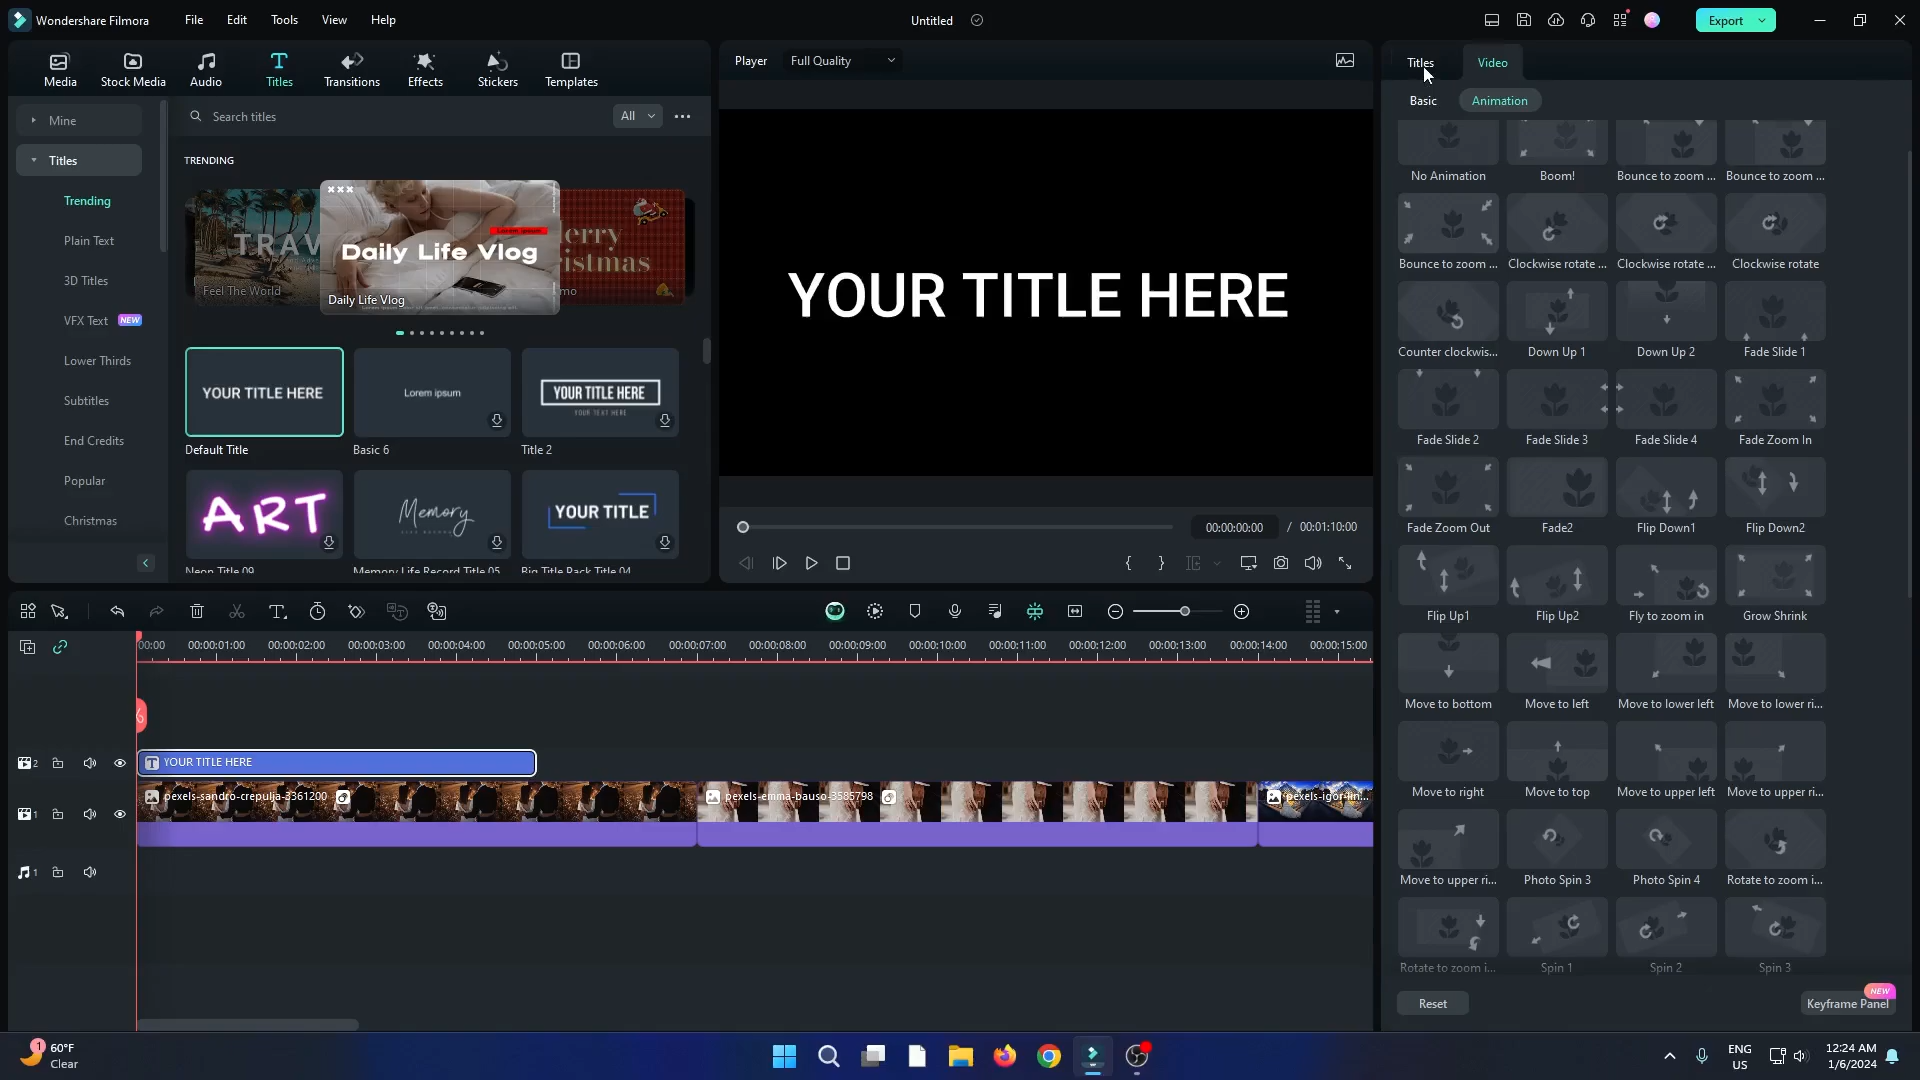 Wondershare Filmora
File
Edit
Tools
View
Help
Untitled
Export
Media
Stock Media
Audio
Titles
Transitions
Effects
Stickers
Templates
Player
Full Quality
Titles
Video
Basic
Animation
Mine
Titles
Trending
Plain Text
3D Titles
VFX Text NEW
Lower Thirds
Subtitles
End Credits
Popular
Christmas
Search titles
All
TRENDING
TRAV
Feel The World
Daily Life Vlog
Daily Life Vlog
erry
istmas
mo
YOUR TITLE HERE
Default Title
Lorem ipsum
Basic 6
YOUR TITLE HERE
YOUR TEXT HERE
Title 2
ART
Neon Title 09
Memory
Memory Life Record Title 05
YOUR TITLE
Big Title Pack Title 04
YOUR TITLE HERE
00:00:00:00 / 00:01:10:00
No Animation
Boom!
Bounce to zoom ...
Bounce to zoom ...
Bounce to zoom ...
Clockwise rotate ...
Clockwise rotate ...
Clockwise rotate
Counter clockwis...
Down Up 1
Down Up 2
Fade Slide 1
Fade Slide 2
Fade Slide 3
Fade Slide 4
Fade Zoom In
Fade Zoom Out
Fade2
Flip Down1
Flip Down2
Flip Up1
Flip Up2
Fly to zoom in
Grow Shrink
Move to bottom
Move to left
Move to lower left
Move to lower ri...
Move to right
Move to top
Move to upper left
Move to upper ri...
Move to upper ri...
Photo Spin 3
Photo Spin 4
Rotate to zoom i...
Rotate to zoom i...
Spin 1
Spin 2
Spin 3
Reset
NEW
Keyframe Panel
00:00
00:00:01:00
00:00:02:00
00:00:03:00
00:00:04:00
00:00:05:00
00:00:06:00
00:00:07:00
00:00:08:00
00:00:09:00
00:00:10:00
00:00:11:00
00:00:12:00
00:00:13:00
00:00:14:00
00:00:15:00
2
T YOUR TITLE HERE
1
pexels-sandro-crepulja-3361200
pexels-emma-bauso-3585798
pexels-igor-lin...
1
1
60°F
Clear
ENG
US
12:24 AM
1/6/2024